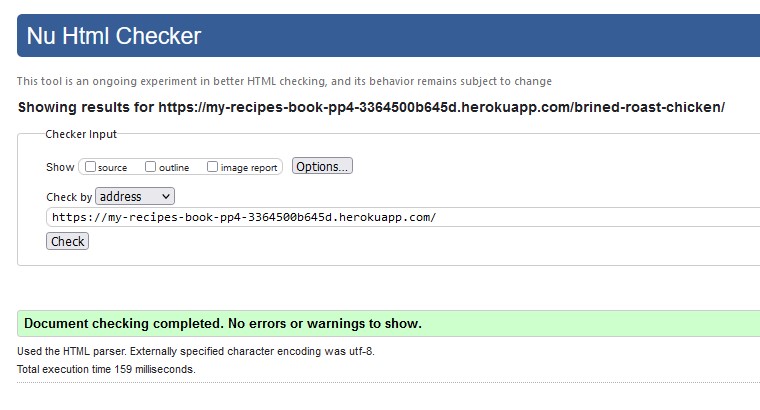 Nu Html Checker
This tool is an ongoing experiment in better HTML checking, and its behavior remains subject to change
Showing results for https://my-recipes-book-pp4-3364500b645d.herokuapp.com/brined-roast-chicken/
Checker Input
Show source outline image report Options...
Check by address
https://my-recipes-book-pp4-3364500b645d.herokuapp.com/
Check
Document checking completed. No errors or warnings to show.
Used the HTML parser. Externally specified character encoding was utf-8.
Total execution time 159 milliseconds.